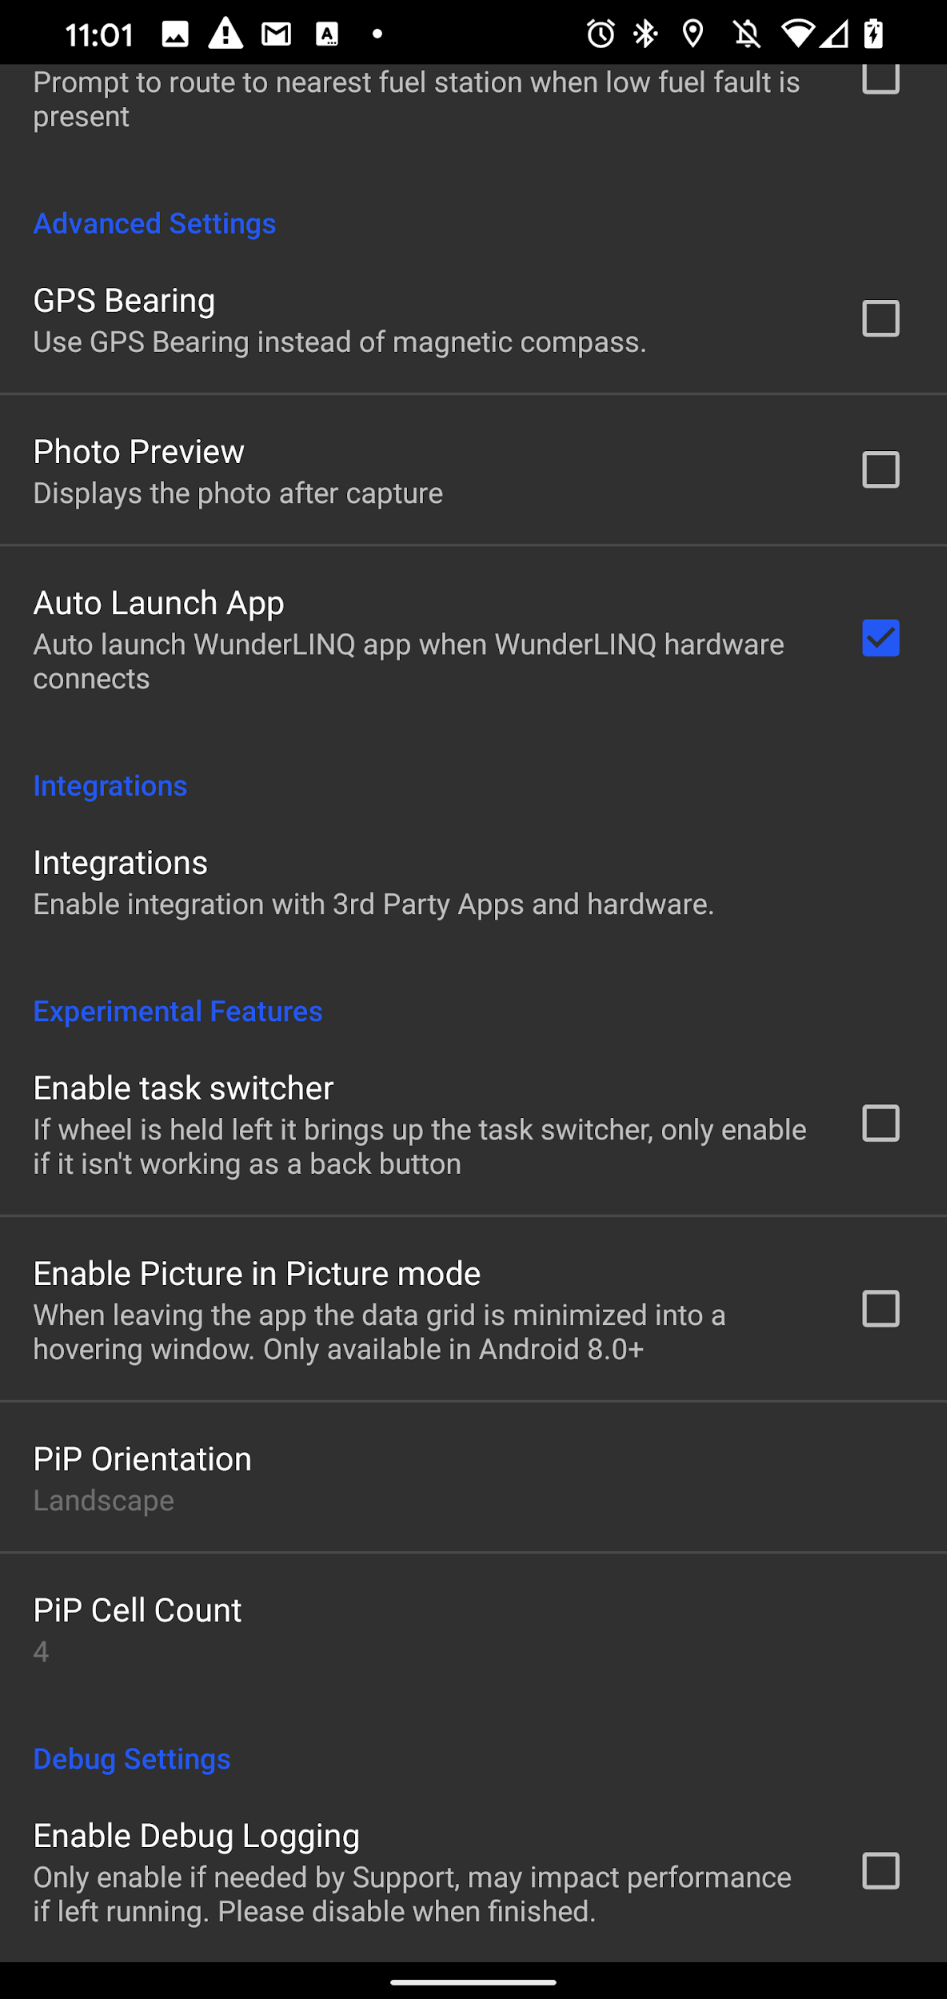 11:01
Prompt to route to nearest fuel station when low fuel fault is
present
Advanced Settings
GPS Bearing
Use GPS Bearing instead of magnetic compass.
Photo Preview
Displays the photo after capture
Auto Launch App
Auto launch WunderLINQ app when WunderLINQ hardware
connects
Integrations
Integrations
Enable integration with 3rd Party Apps and hardware.
Experimental Features
Enable task switcher
If wheel is held left it brings up the task switcher, only enable
if it isn't working as a back button
Enable Picture in Picture mode
When leaving the app the data grid is minimized into a
hovering window. Only available in Android 8.0+
PiP Orientation
Landscape
PiP Cell Count
4
Debug Settings
Enable Debug Logging
Only enable if needed by Support, may impact performance
if left running. Please disable when finished.